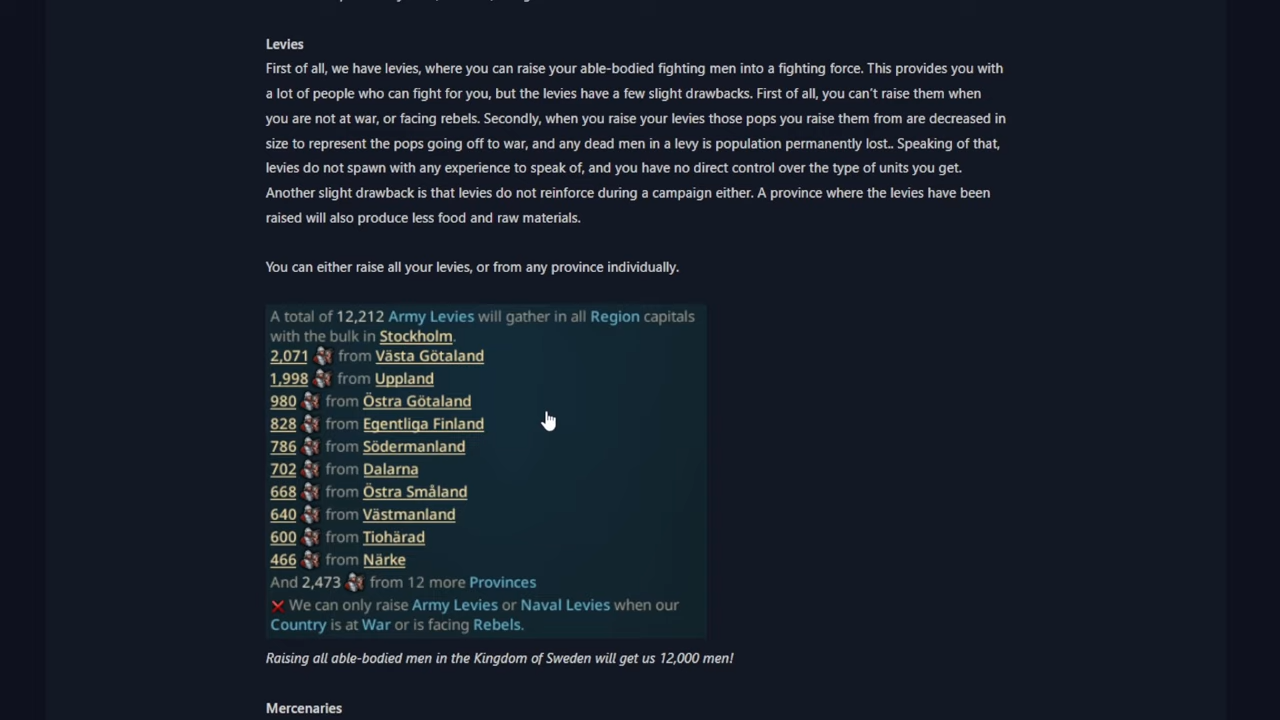 Levies
First of all, we have levies, where you can raise your able-bodied fighting men into a fighting force. This provides you with
a lot of people who can fight for you, but the levies have a few slight drawbacks. First of all, you can't raise them when
you are not at war, or facing rebels. Secondly, when you raise your levies those pops you raise them from are decreased in
size to represent the pops going off to war, and any dead men in a levy is population permanently lost.. Speaking of that,
levies do not spawn with any experience to speak of, and you have no direct control over the type of units you get.
Another slight drawback is that levies do not reinforce during a campaign either. A province where the levies have been
raised will also produce less food and raw materials.
You can either raise all your levies, or from any province individually.
A total of 12,212 Army Levies will gather in all Region capitals
with the bulk in Stockholm.
2,071 from Västa Götaland
1,998 from Uppland
980 from Östra Götaland
828 from Egentliga Finland
786 from Södermanland
702 from Dalarna
668 from Östra Småland
640 from Västmanland
600 from Tiohärad
466 from Närke
And 2,473 from 12 more Provinces
We can only raise Army Levies or Naval Levies when our
Country is at War or is facing Rebels.
Raising all able-bodied men in the Kingdom of Sweden will get us 12,000 men!
Mercenaries